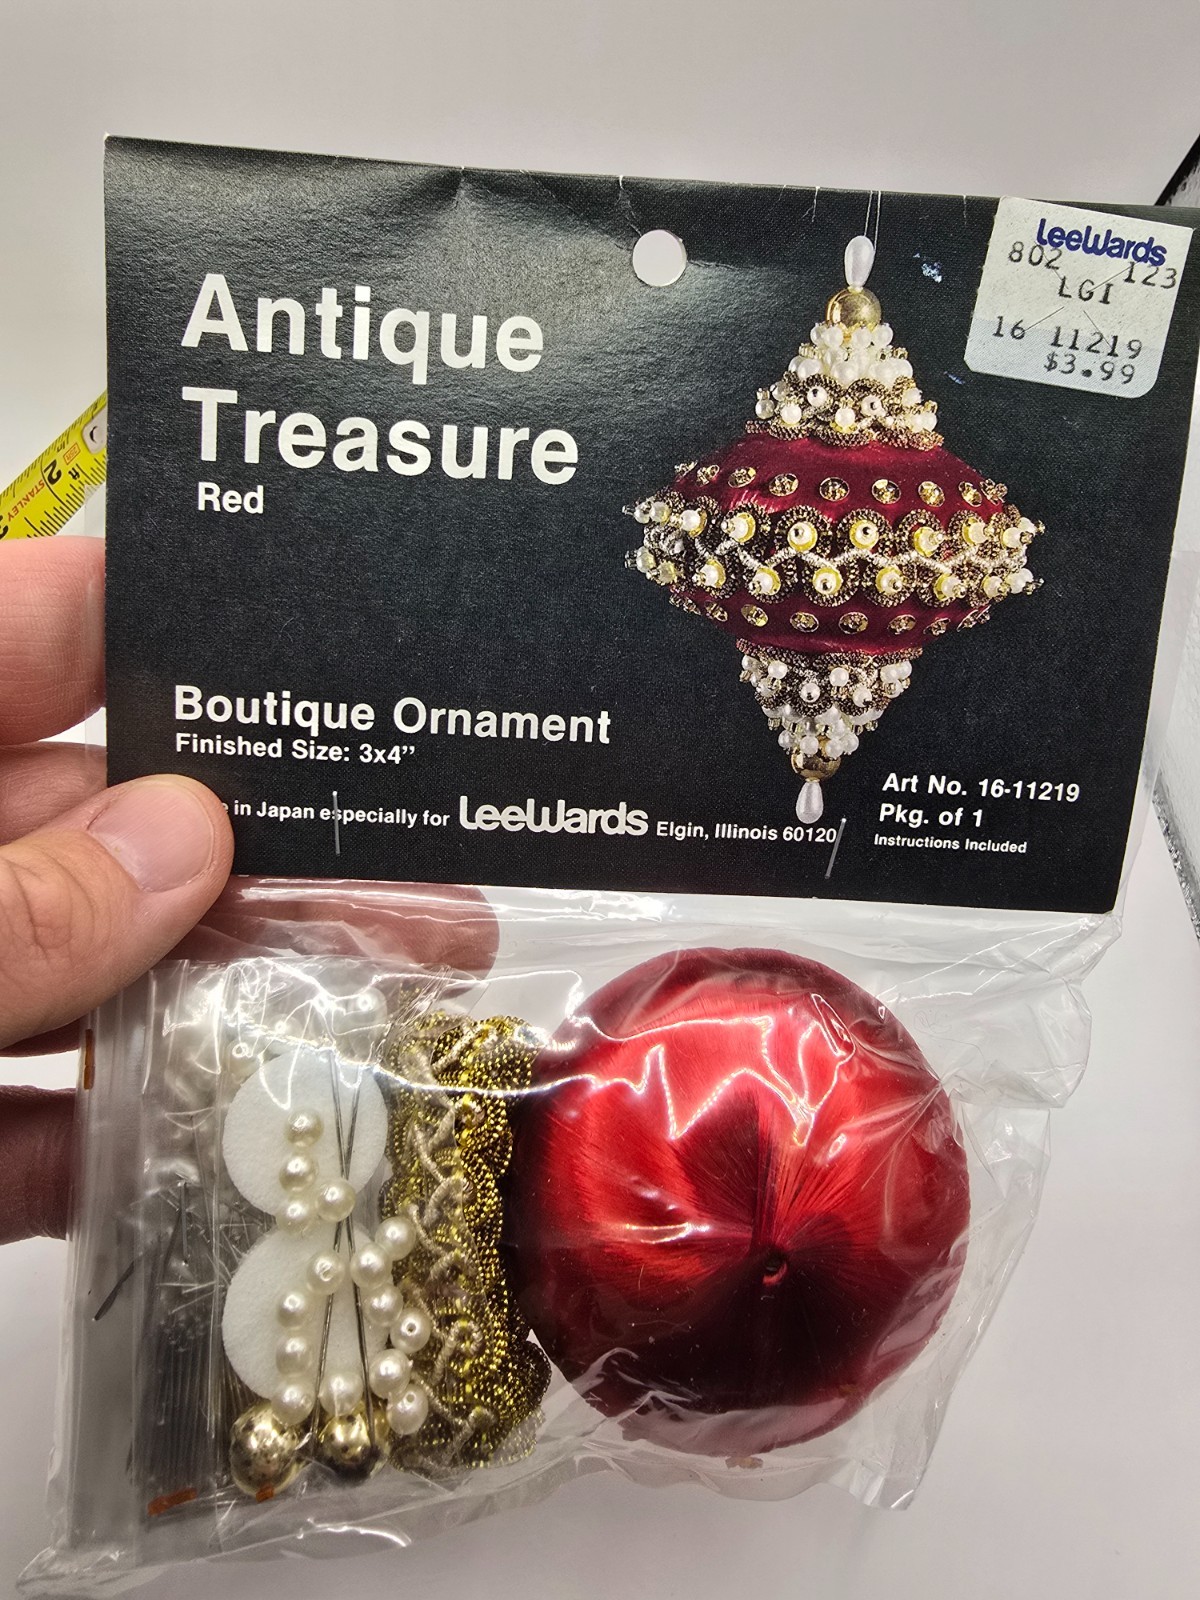 Antique
Treasure
Red
LeeWards
802 123
LGI
16 11219
$3.99
Boutique Ornament
Finished Size: 3x4”
in Japan especially for LeeWards Elgin, Illinois 60120
Art No. 16-11219
Pkg. of 1
Instructions Included
2
STANLEY